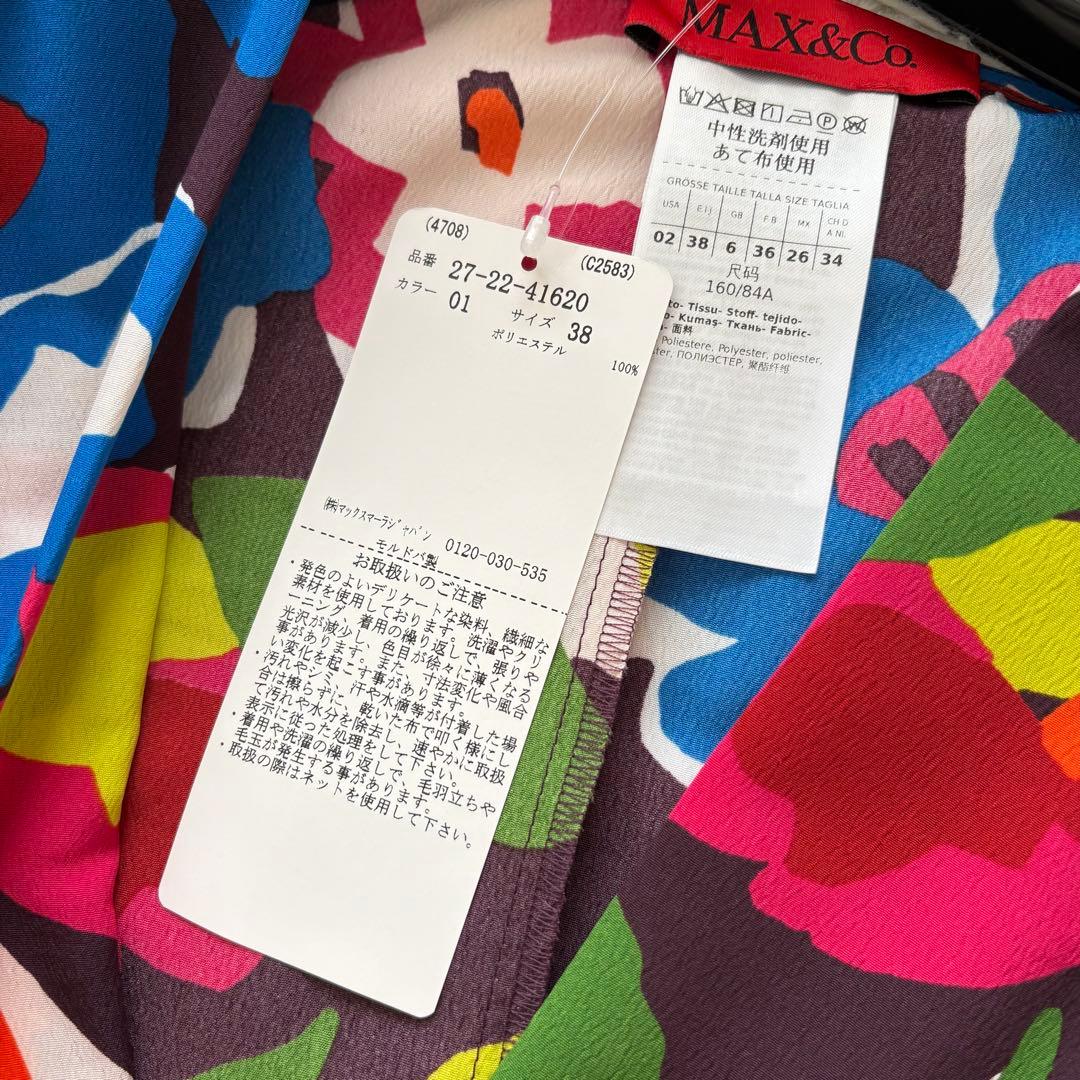 MAX&Co.
中性洗剤使用
あて布使用
GRÖSSE TAILLE TALLA SIZE TAGLIA
USA E I J GB F B MX CH D A NL
02 38 6 36 26 34
尺码
160/84A
to- Tissu- Stoff- tejido-
o- Kumaş- Ткань- Fabric-
- 面料
Poliestere, Polyester, poliester,
ter, ПОЛИЭСТЕР, 聚酯纤维
(4708)
(C2583)
品番 27-22-41620
カラー 01 サイズ 38
ポリエステル
100%
㈱マックスマーラジャパン 0120-030-535
モルドバ製
お取扱いのご注意
・発色のよいデリケートな染料、繊細な
素材を使用しております。洗濯やクリ
ーニング、着用の繰り返しで、張りや
光沢が減少し、色目が徐々に薄くなる
事があります。また、寸法変化や風合
い変化を起こす事があります。
・汚れやシミ、汗や水滴等が付着した場
合は擦らずに、乾いた布で叩く様にし
て汚れや水分を除去し、速やかに取扱
表示に従った処理をして下さい。
・着用や洗濯の繰り返しで、毛羽立ちや
毛玉が発生する事があります。
・取扱の際はネットを使用して下さい。